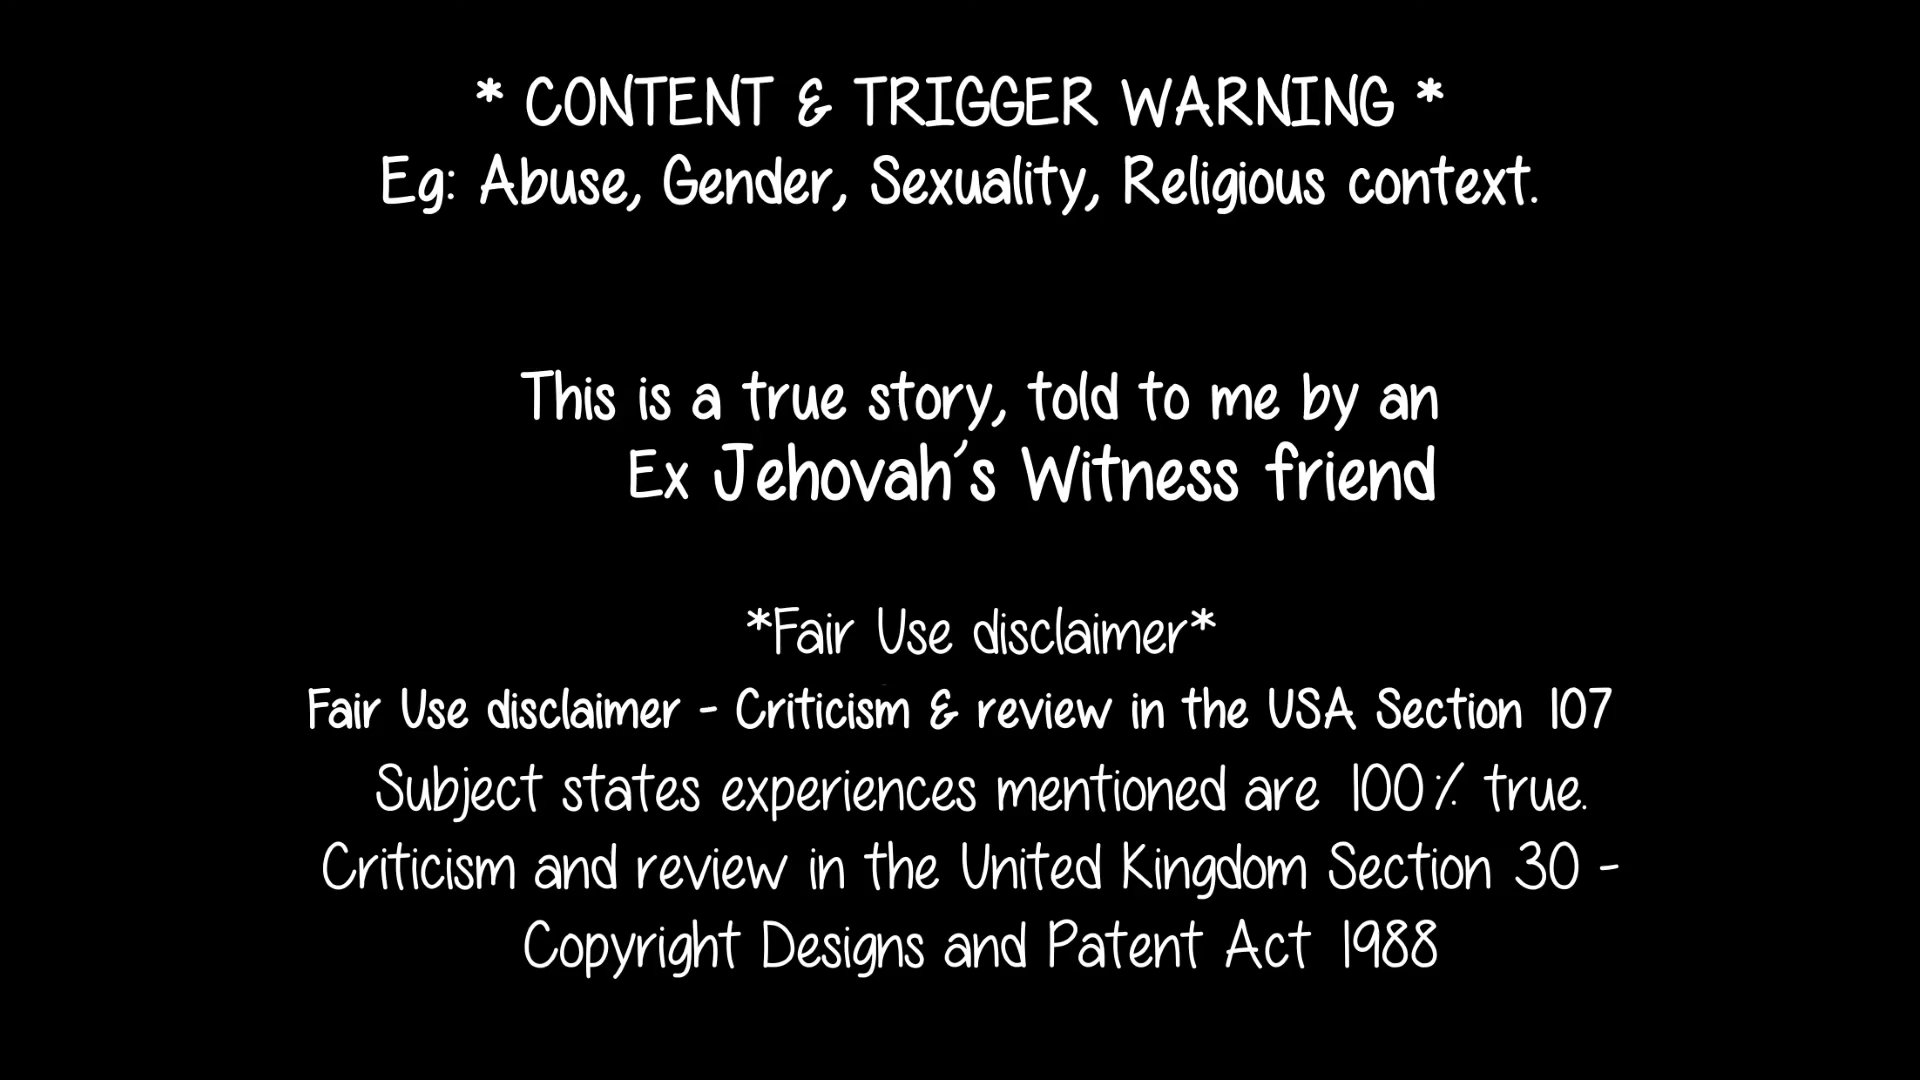 * CONTENT & TRIGGER WARNING *
Eg: Abuse, Gender, Sexuality, Religious context.
This is a true story, told to me by an
Ex Jehovah's Witness friend
*Fair Use disclaimer*
Fair Use disclaimer - Criticism & review in the USA Section 107
Subject states experiences mentioned are 100% true.
Criticism and review in the United Kingdom Section 30 -
Copyright Designs and Patent Act 1988